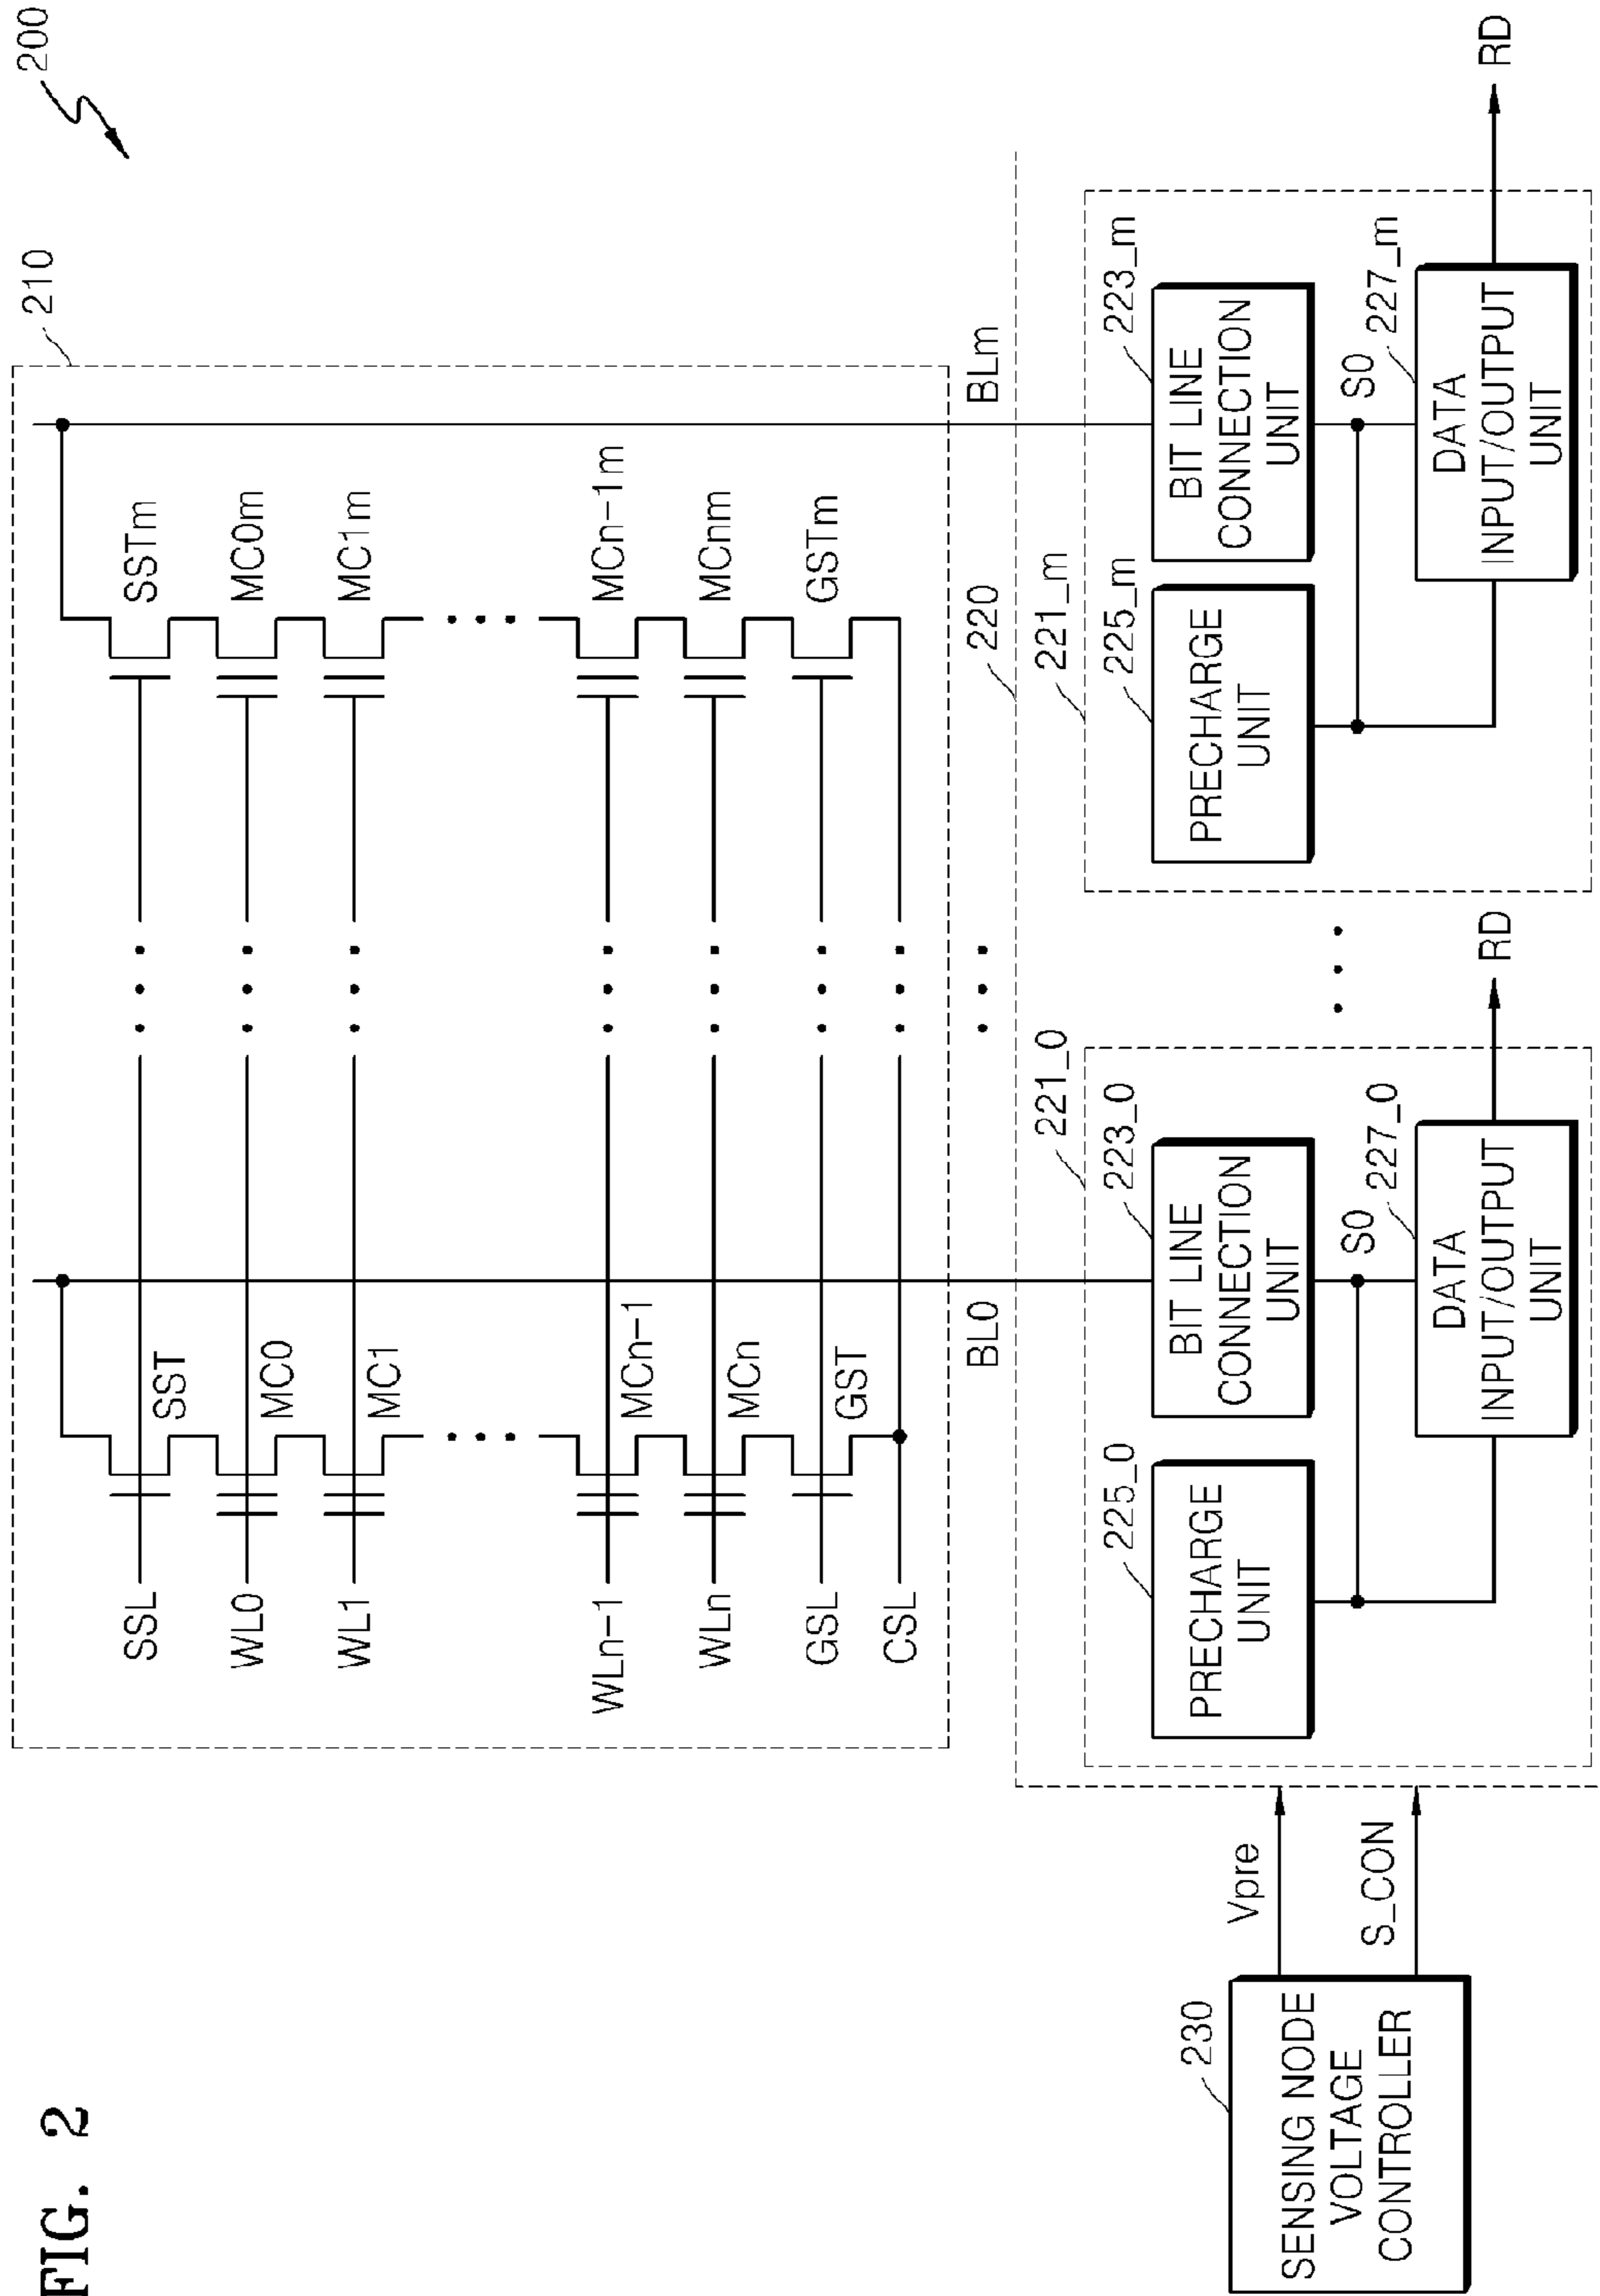 FIG. 2
200
210
SSL
SST
SSTm
WL0
MC0
MC0m
WL1
MC1
MC1m
WLn-1
MCn-1
MCn-1m
WLn
MCn
MCnm
GSL
GST
GSTm
CSL
BL0
BLm
220
221_0
221_m
225_0
223_0
225_m
223_m
PRECHARGE
UNIT
BIT LINE
CONNECTION
UNIT
PRECHARGE
UNIT
BIT LINE
CONNECTION
UNIT
230
SENSING NODE
VOLTAGE
CONTROLLER
Vpre
S_CON
S0
227_0
S0
227_m
DATA
INPUT/OUTPUT
UNIT
RD
DATA
INPUT/OUTPUT
UNIT
RD